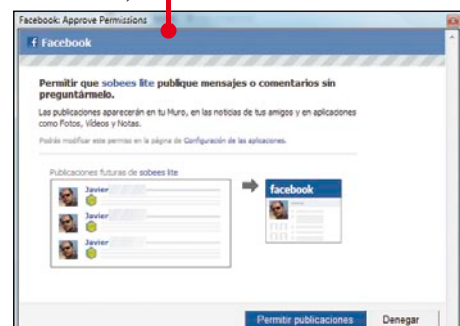 Facebook: Approve Permissions
f Facebook
Permitir que sobees lite publique mensajes o comentarios sin
preguntármelo.
Las publicaciones aparecerán en tu Muro, en las noticias de tus amigos y en aplicaciones
como Fotos, Vídeos y Notas.
Podrás modificar este permiso en la página de Configuración de las aplicaciones.
Publicaciones futuras de sobees lite
Javier
facebook
Javier
Javier
Permitir publicaciones
Denegar